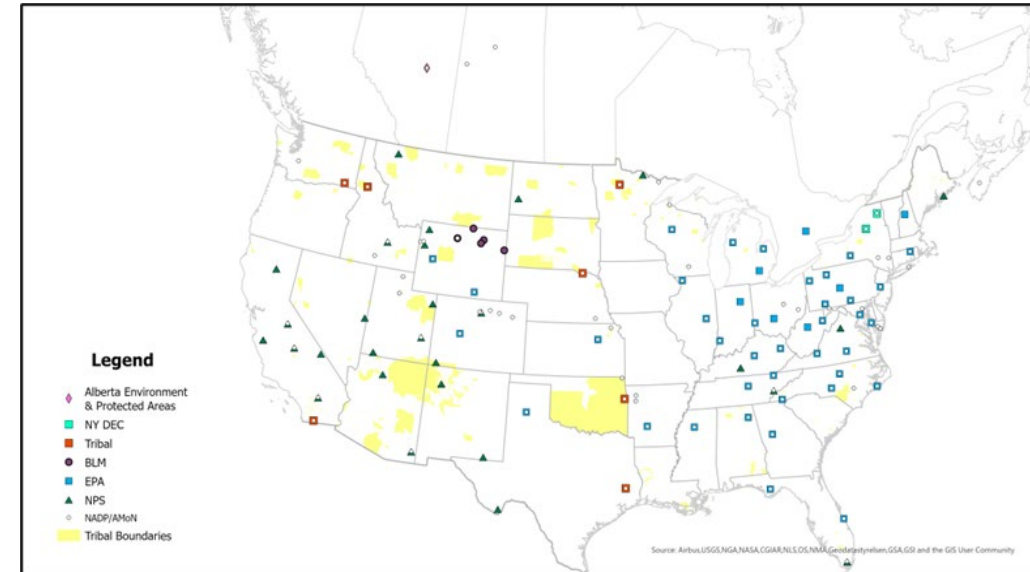 Legend
Alberta Environment
& Protected Areas
NY DEC
Tribal
BLM
EPA
NPS
NADP/AMoN
Tribal Boundaries
Source: Airbus,USGS,NGA,NASA,CGIAR,NLS,OS,NMA,Geodatastyrelsen,GSA,GSI and the GIS User Community